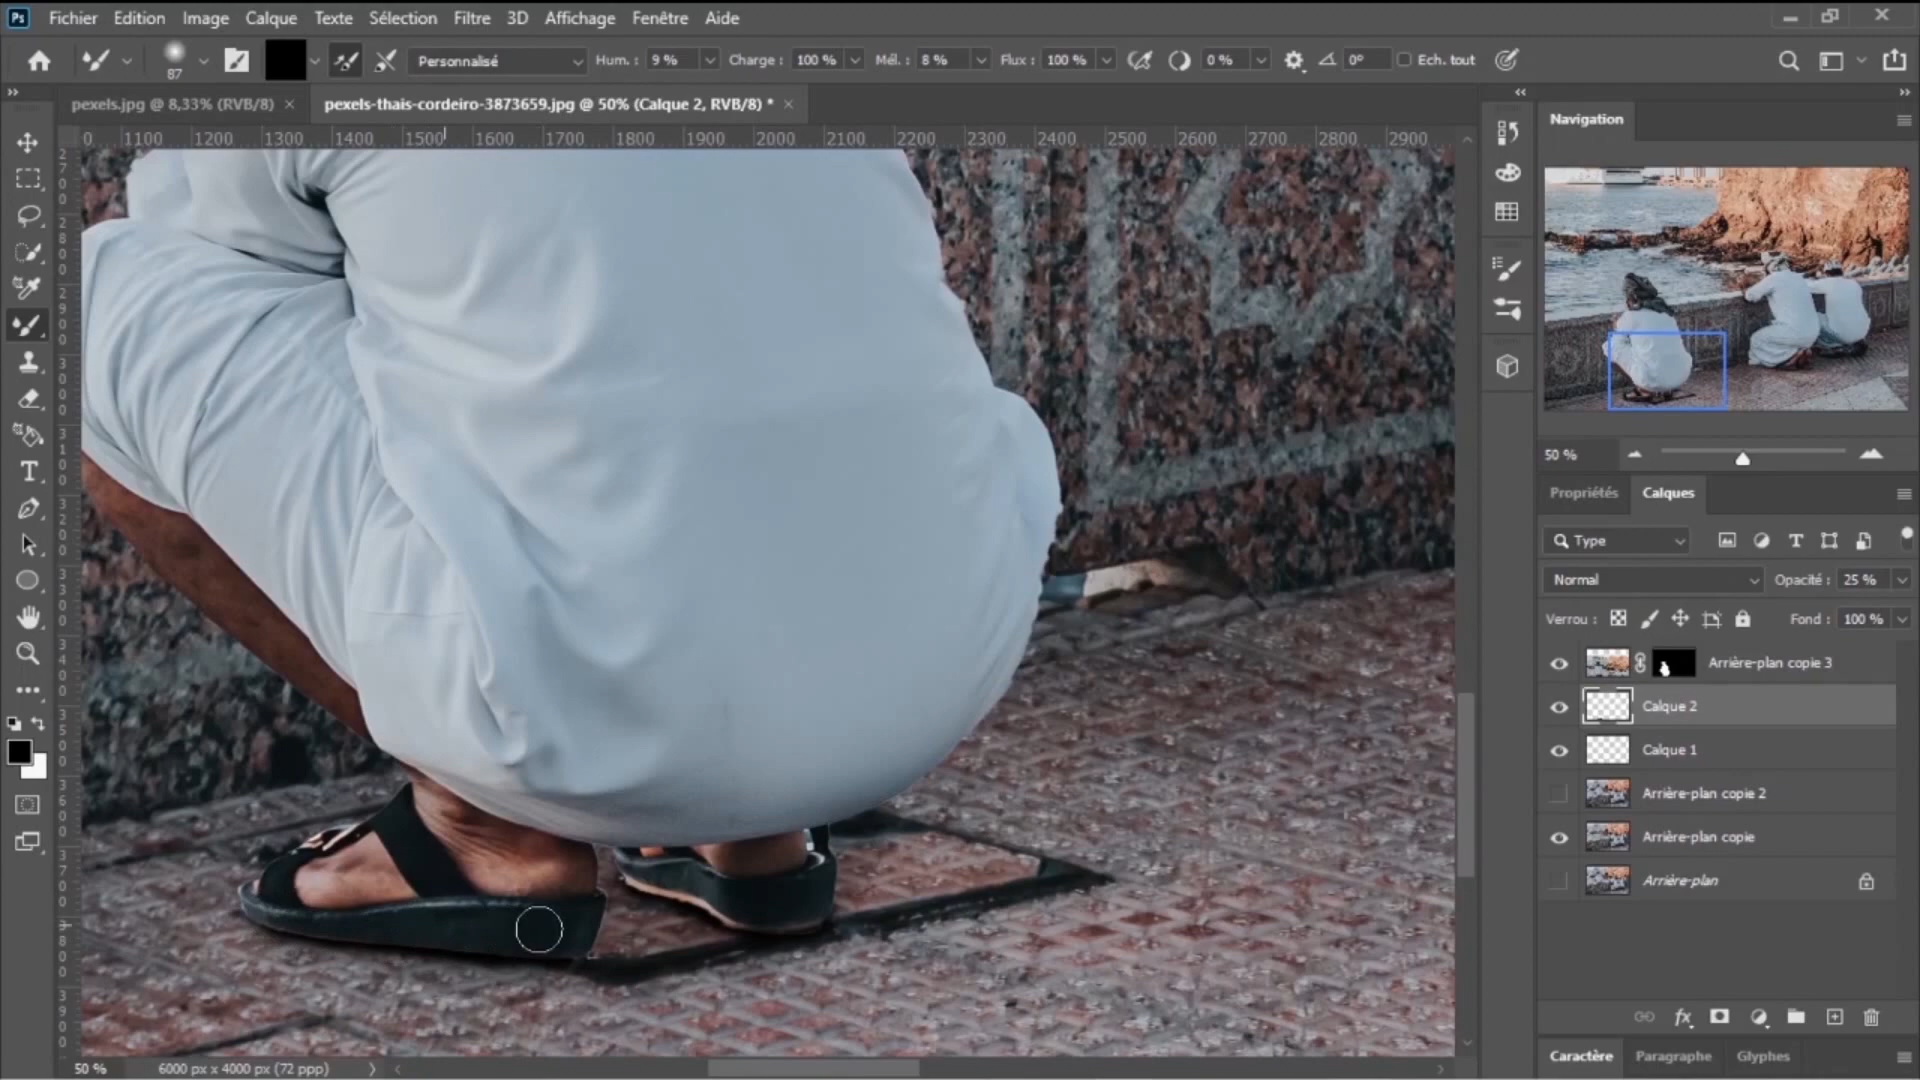 Ps Fichier Edition Image Calque Texte Sélection Filtre 3D Affichage Fenêtre Aide
87 Personnalisé Hum. : 9 % Charge : 100 % Mél. : 8 % Flux : 100 % 0 % 0° Ech. tout
pexels.jpg @ 8,33% (RVB/8) × pexels-thais-cordeiro-3873659.jpg @ 50% (Calque 2, RVB/8) * ×
0 1100 1200 1300 1400 1500 1600 1700 1800 1900 2000 2100 2200 2300 2400 2500 2600 2700 2800 2900
Navigation
50 %
Propriétés Calques
Type
Normal Opacité : 25 %
Verrou : Fond : 100 %
Arrière-plan copie 3
Calque 2
Calque 1
Arrière-plan copie 2
Arrière-plan copie
Arrière-plan
50 % 6000 px x 4000 px (72 ppp)
Caractère Paragraphe Glyphes